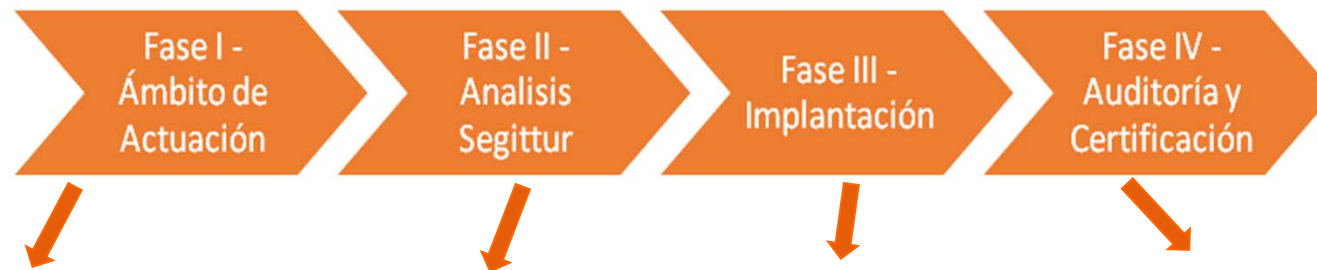 Fase I -
Ámbito de
Actuación
Fase II -
Analisis
Segittur
Fase III -
Implantación
Fase IV -
Auditoría y
Certificación